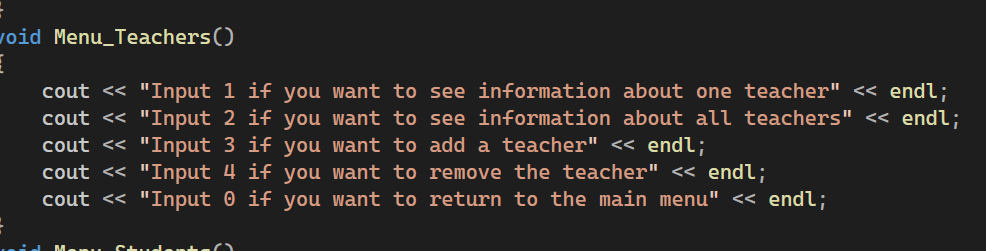 }
void Menu_Teachers()
{
cout << "Input 1 if you want to see information about one teacher" << endl;
cout << "Input 2 if you want to see information about all teachers" << endl;
cout << "Input 3 if you want to add a teacher" << endl;
cout << "Input 4 if you want to remove the teacher" << endl;
cout << "Input 0 if you want to return to the main menu" << endl;
}
void Menu_Students()